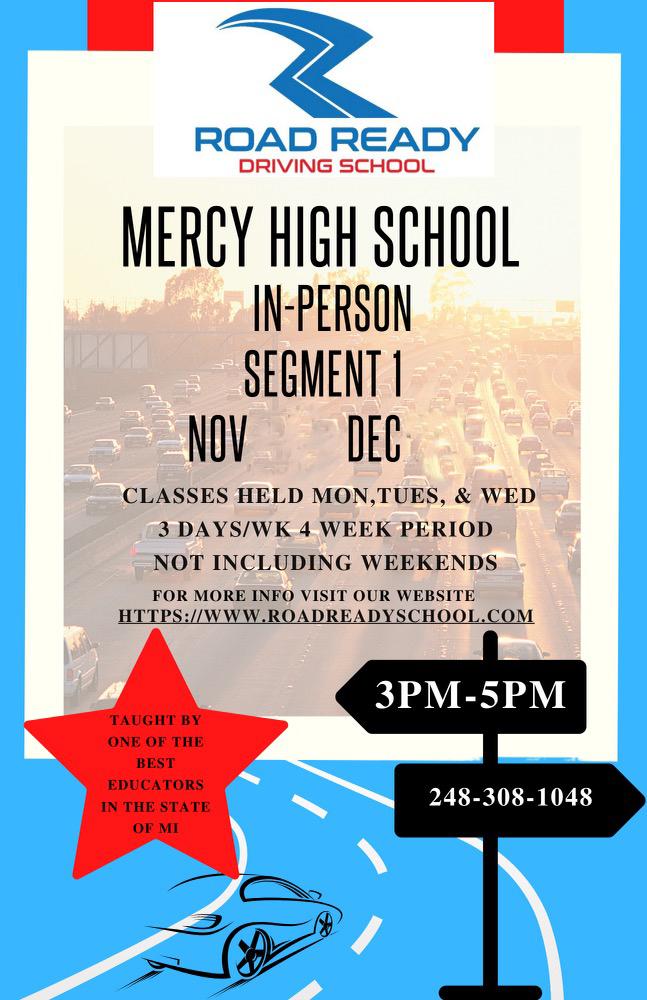 ROAD READY
DRIVING SCHOOL
MERCY HIGH SCHOOL
IN-PERSON
SEGMENT 1
NOV DEC
CLASSES HELD MON,TUES, & WED
3 DAYS/WK 4 WEEK PERIOD
NOT INCLUDING WEEKENDS
FOR MORE INFO VISIT OUR WEBSITE
HTTPS://WWW.ROADREADYSCHOOL.COM
3PM-5PM
TAUGHT BY
ONE OF THE
BEST
EDUCATORS
IN THE STATE
OF MI
248-308-1048